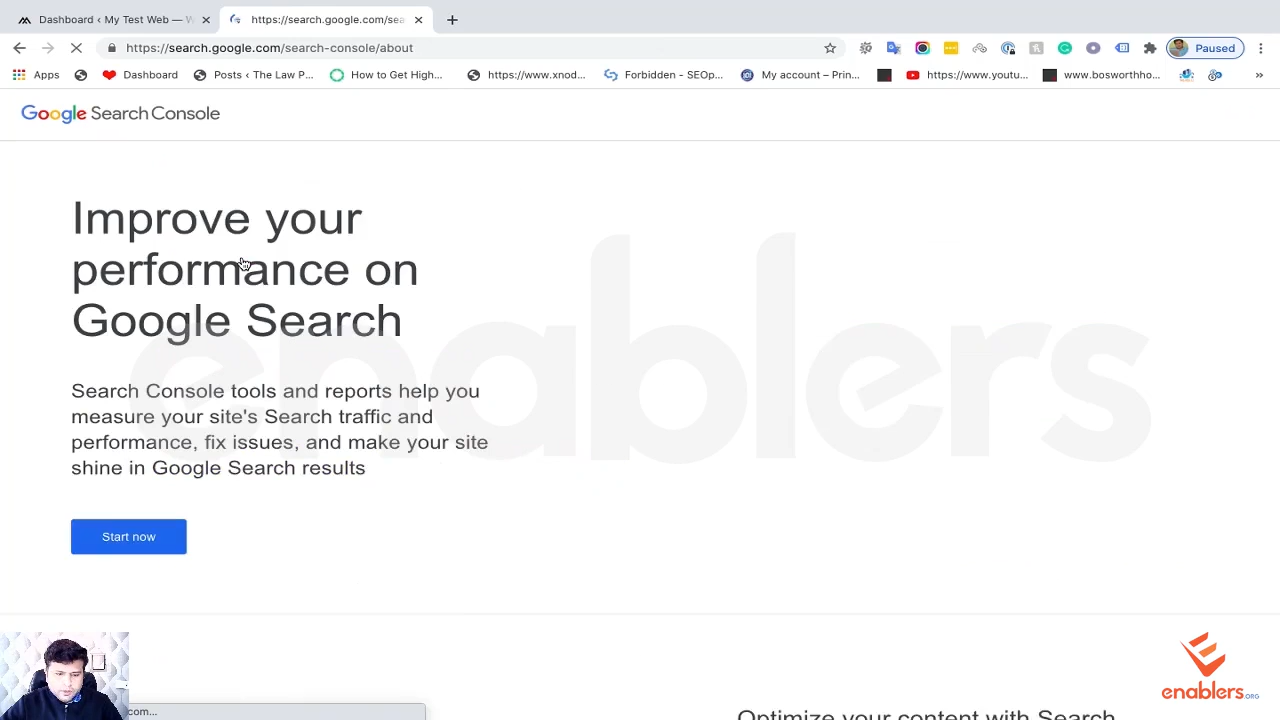 Dashboard ‹ My Test Web — W
https://search.google.com/sea
https://search.google.com/search-console/about
Paused
Apps
Dashboard
Posts ‹ The Law P...
How to Get High...
https://www.xnod...
Forbidden - SEOp...
My account – Prin...
https://www.youtu...
www.bosworthho...
»
Google Search Console
Improve your
performance on
Google Search
enablers
Search Console tools and reports help you
measure your site's Search traffic and
performance, fix issues, and make your site
shine in Google Search results
Start now
com...
Optimize your content with Search
enablers.ORG